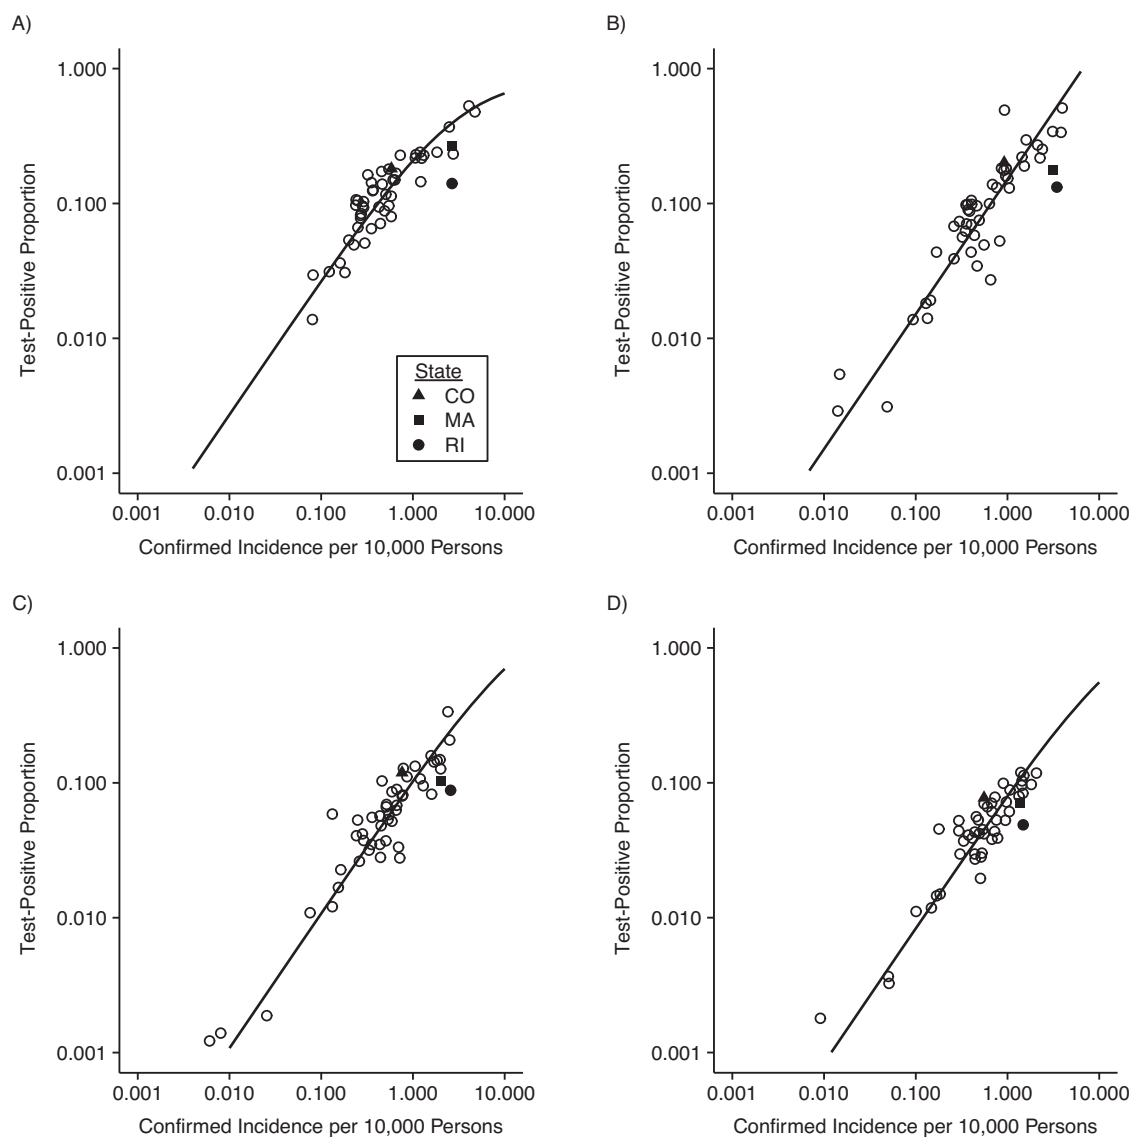 A)
1.000
0.100
0.010
0.001
Test-Positive Proportion
State
CO
MA
RI
0.001 0.010 0.100 1.000 10.000
Confirmed Incidence per 10,000 Persons
B)
1.000
0.100
0.010
0.001
Test-Positive Proportion
0.001 0.010 0.100 1.000 10.000
Confirmed Incidence per 10,000 Persons
C)
1.000
0.100
0.010
0.001
Test-Positive Proportion
0.001 0.010 0.100 1.000 10.000
Confirmed Incidence per 10,000 Persons
D)
1.000
0.100
0.010
0.001
Test-Positive Proportion
0.001 0.010 0.100 1.000 10.000
Confirmed Incidence per 10,000 Persons